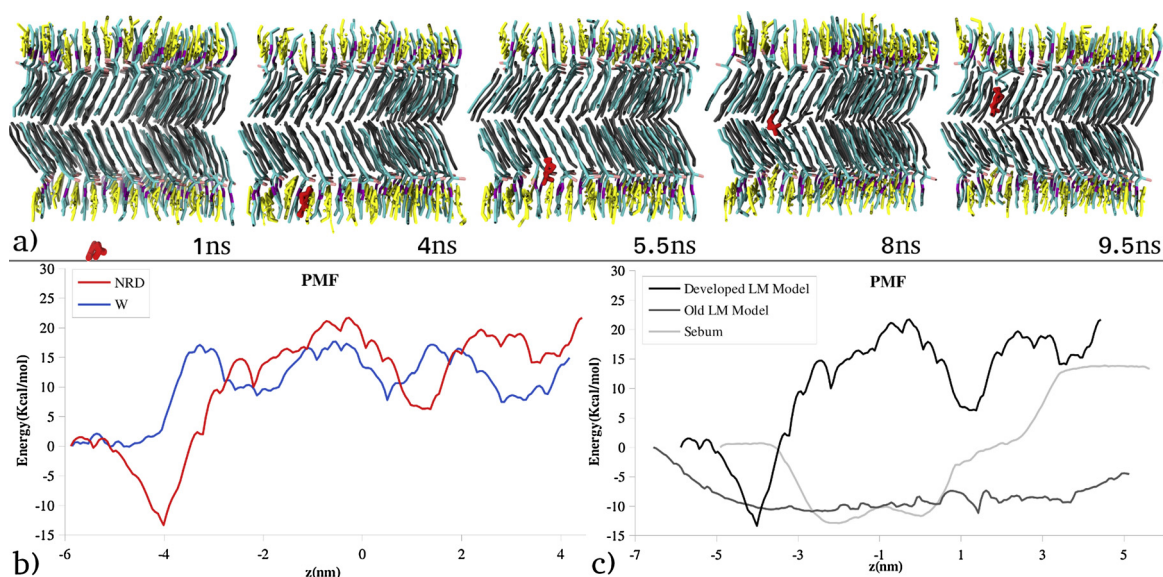 a) 1ns 4ns 5.5ns 8ns 9.5ns
PMF
NRD
W
Energy(Kcal/mol)
30
25
20
15
10
5
0
-5
-10
-15
-6 -4 -2 0 2 4
b) z(nm)
PMF
Developed LM Model
Old LM Model
Sebum
Energy(Kcal/mol)
30
25
20
15
10
5
0
-5
-10
-15
-7 -5 -3 -1 1 3 5
c) z(nm)